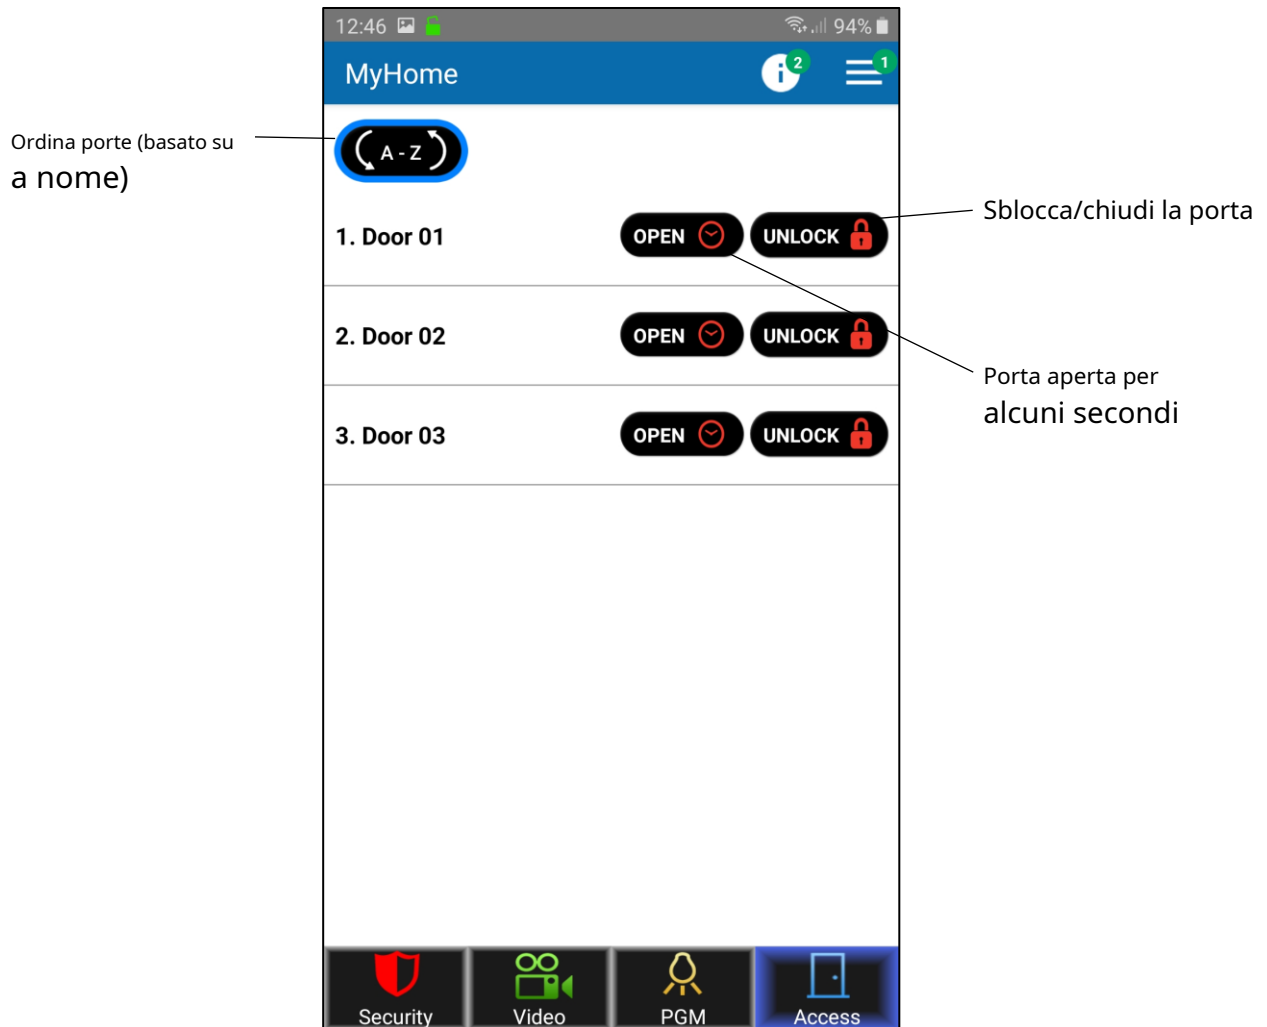 12:46 94%
MyHome 2 1
Ordina porte (basato su
a nome)
A - Z
Sblocca/chiudi la porta
1. Door 01 OPEN UNLOCK
2. Door 02 OPEN UNLOCK
Porta aperta per
alcuni secondi
3. Door 03 OPEN UNLOCK
Security Video PGM Access